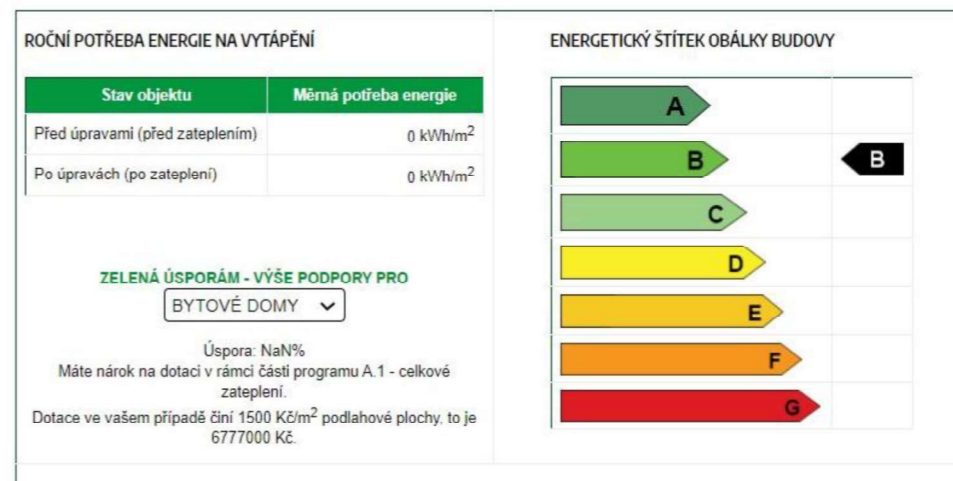 ROČNÍ POTŘEBA ENERGIE NA VYTÁPĚNÍ
Stav objektu Měrná potřeba energie
Před úpravami (před zateplením) 0 kWh/m²
Po úpravách (po zateplení) 0 kWh/m²
ZELENÁ ÚSPORÁM - VÝŠE PODPORY PRO
BYTOVÉ DOMY
Úspora: NaN%
Máte nárok na dotaci v rámci části programu A.1 - celkové
zateplení.
Dotace ve vašem případě činí 1500 Kč/m² podlahové plochy, to je
6777000 Kč.
ENERGETICKÝ ŠTÍTEK OBÁLKY BUDOVY
A
B B
C
D
E
F
G